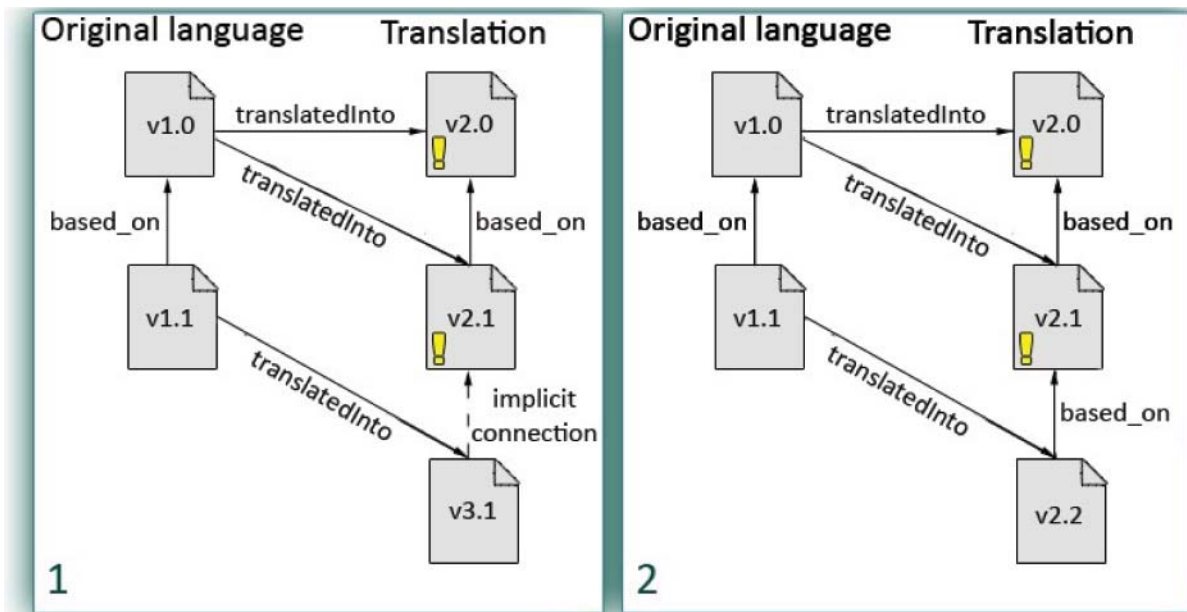 Original language Translation
v1.0
translatedInto
v2.0
translatedInto
based_on
based_on
v1.1
v2.1
translatedInto
implicit
connection
v3.1
1
Original language Translation
v1.0
translatedInto
v2.0
translatedInto
based_on
based_on
v1.1
v2.1
translatedInto
based_on
v2.2
2